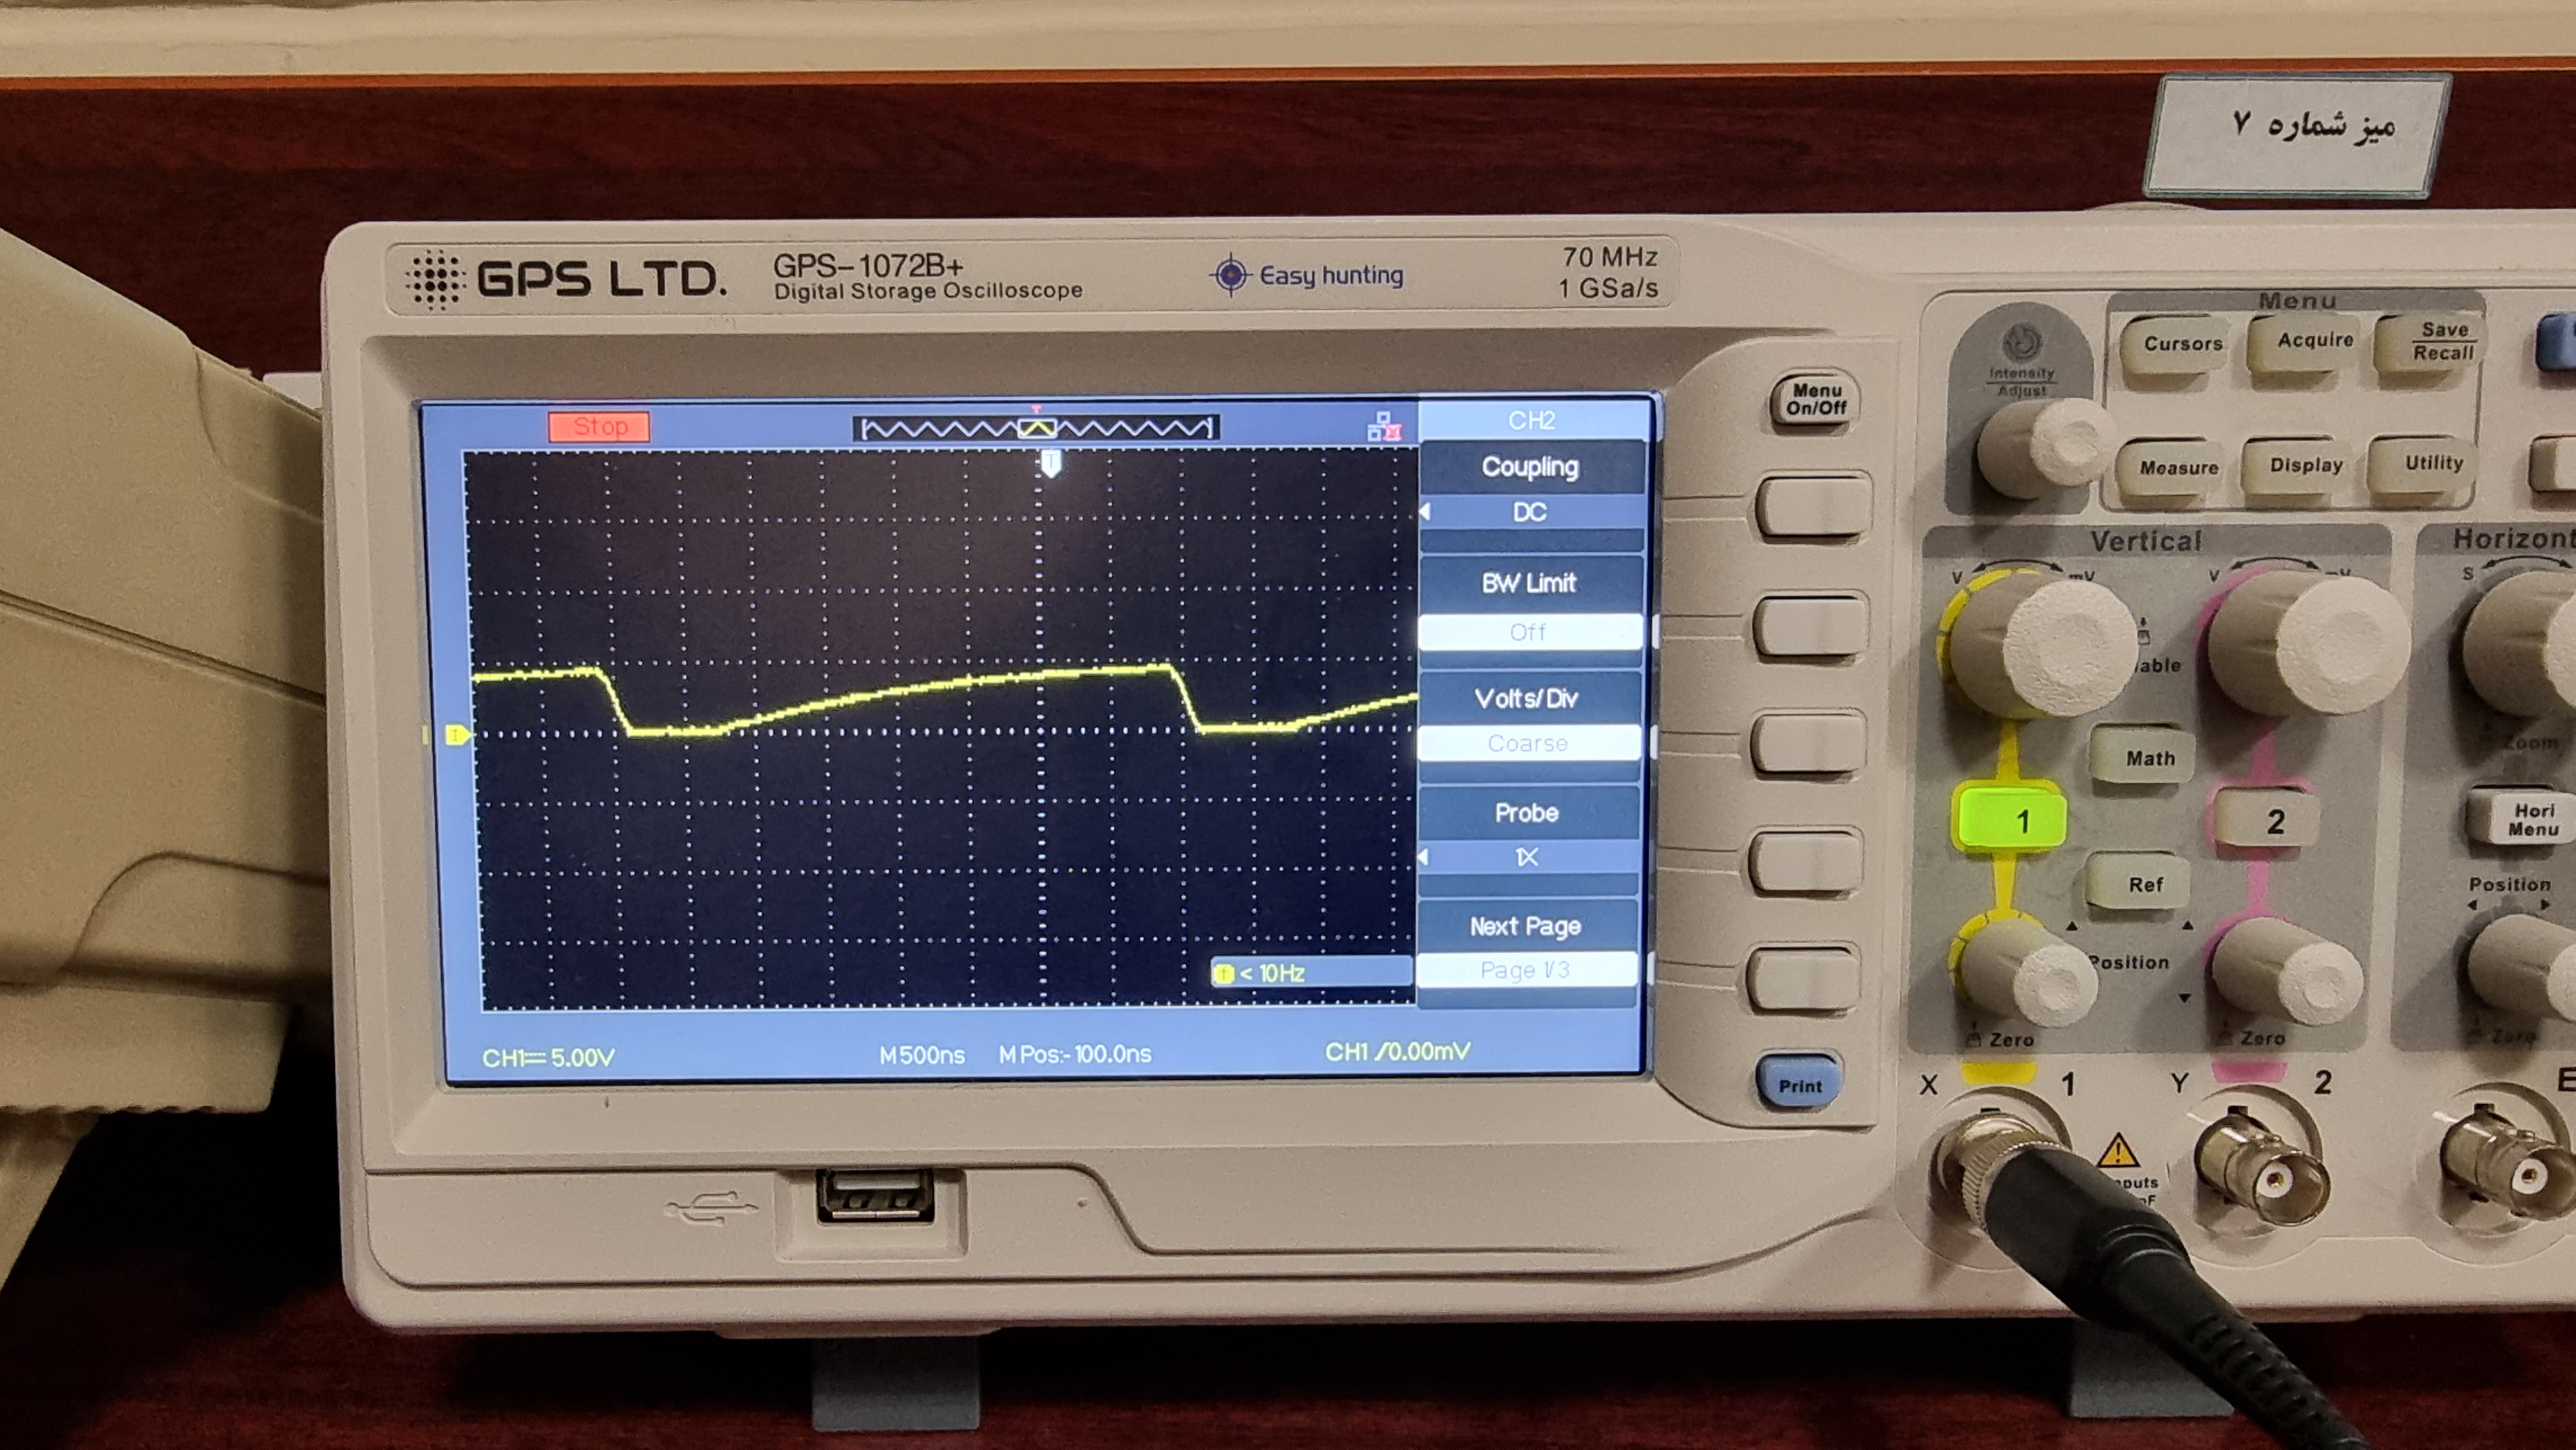 میز شماره ۷
GPS LTD.
GPS-1072B+
Digital Storage Oscilloscope
Easy hunting
70 MHz
1 GSa/s
Stop
T
CH2
Coupling
DC
BW Limit
Off
Volts/Div
Coarse
Probe
1X
Next Page
Page 1/3
< 10Hz
CH1 5.00V
M 500ns
M Pos:-100.0ns
CH1 /0.00mV
Menu
On/Off
Print
Intensity
Adjust
Menu
Cursors
Acquire
Save
Recall
Measure
Display
Utility
Vertical
V mV
V mV
Math
1
2
Ref
Position
Zero
Zero
X 1
Y 2
Horizont
S
Zoom
Hori
Menu
Position
Zero